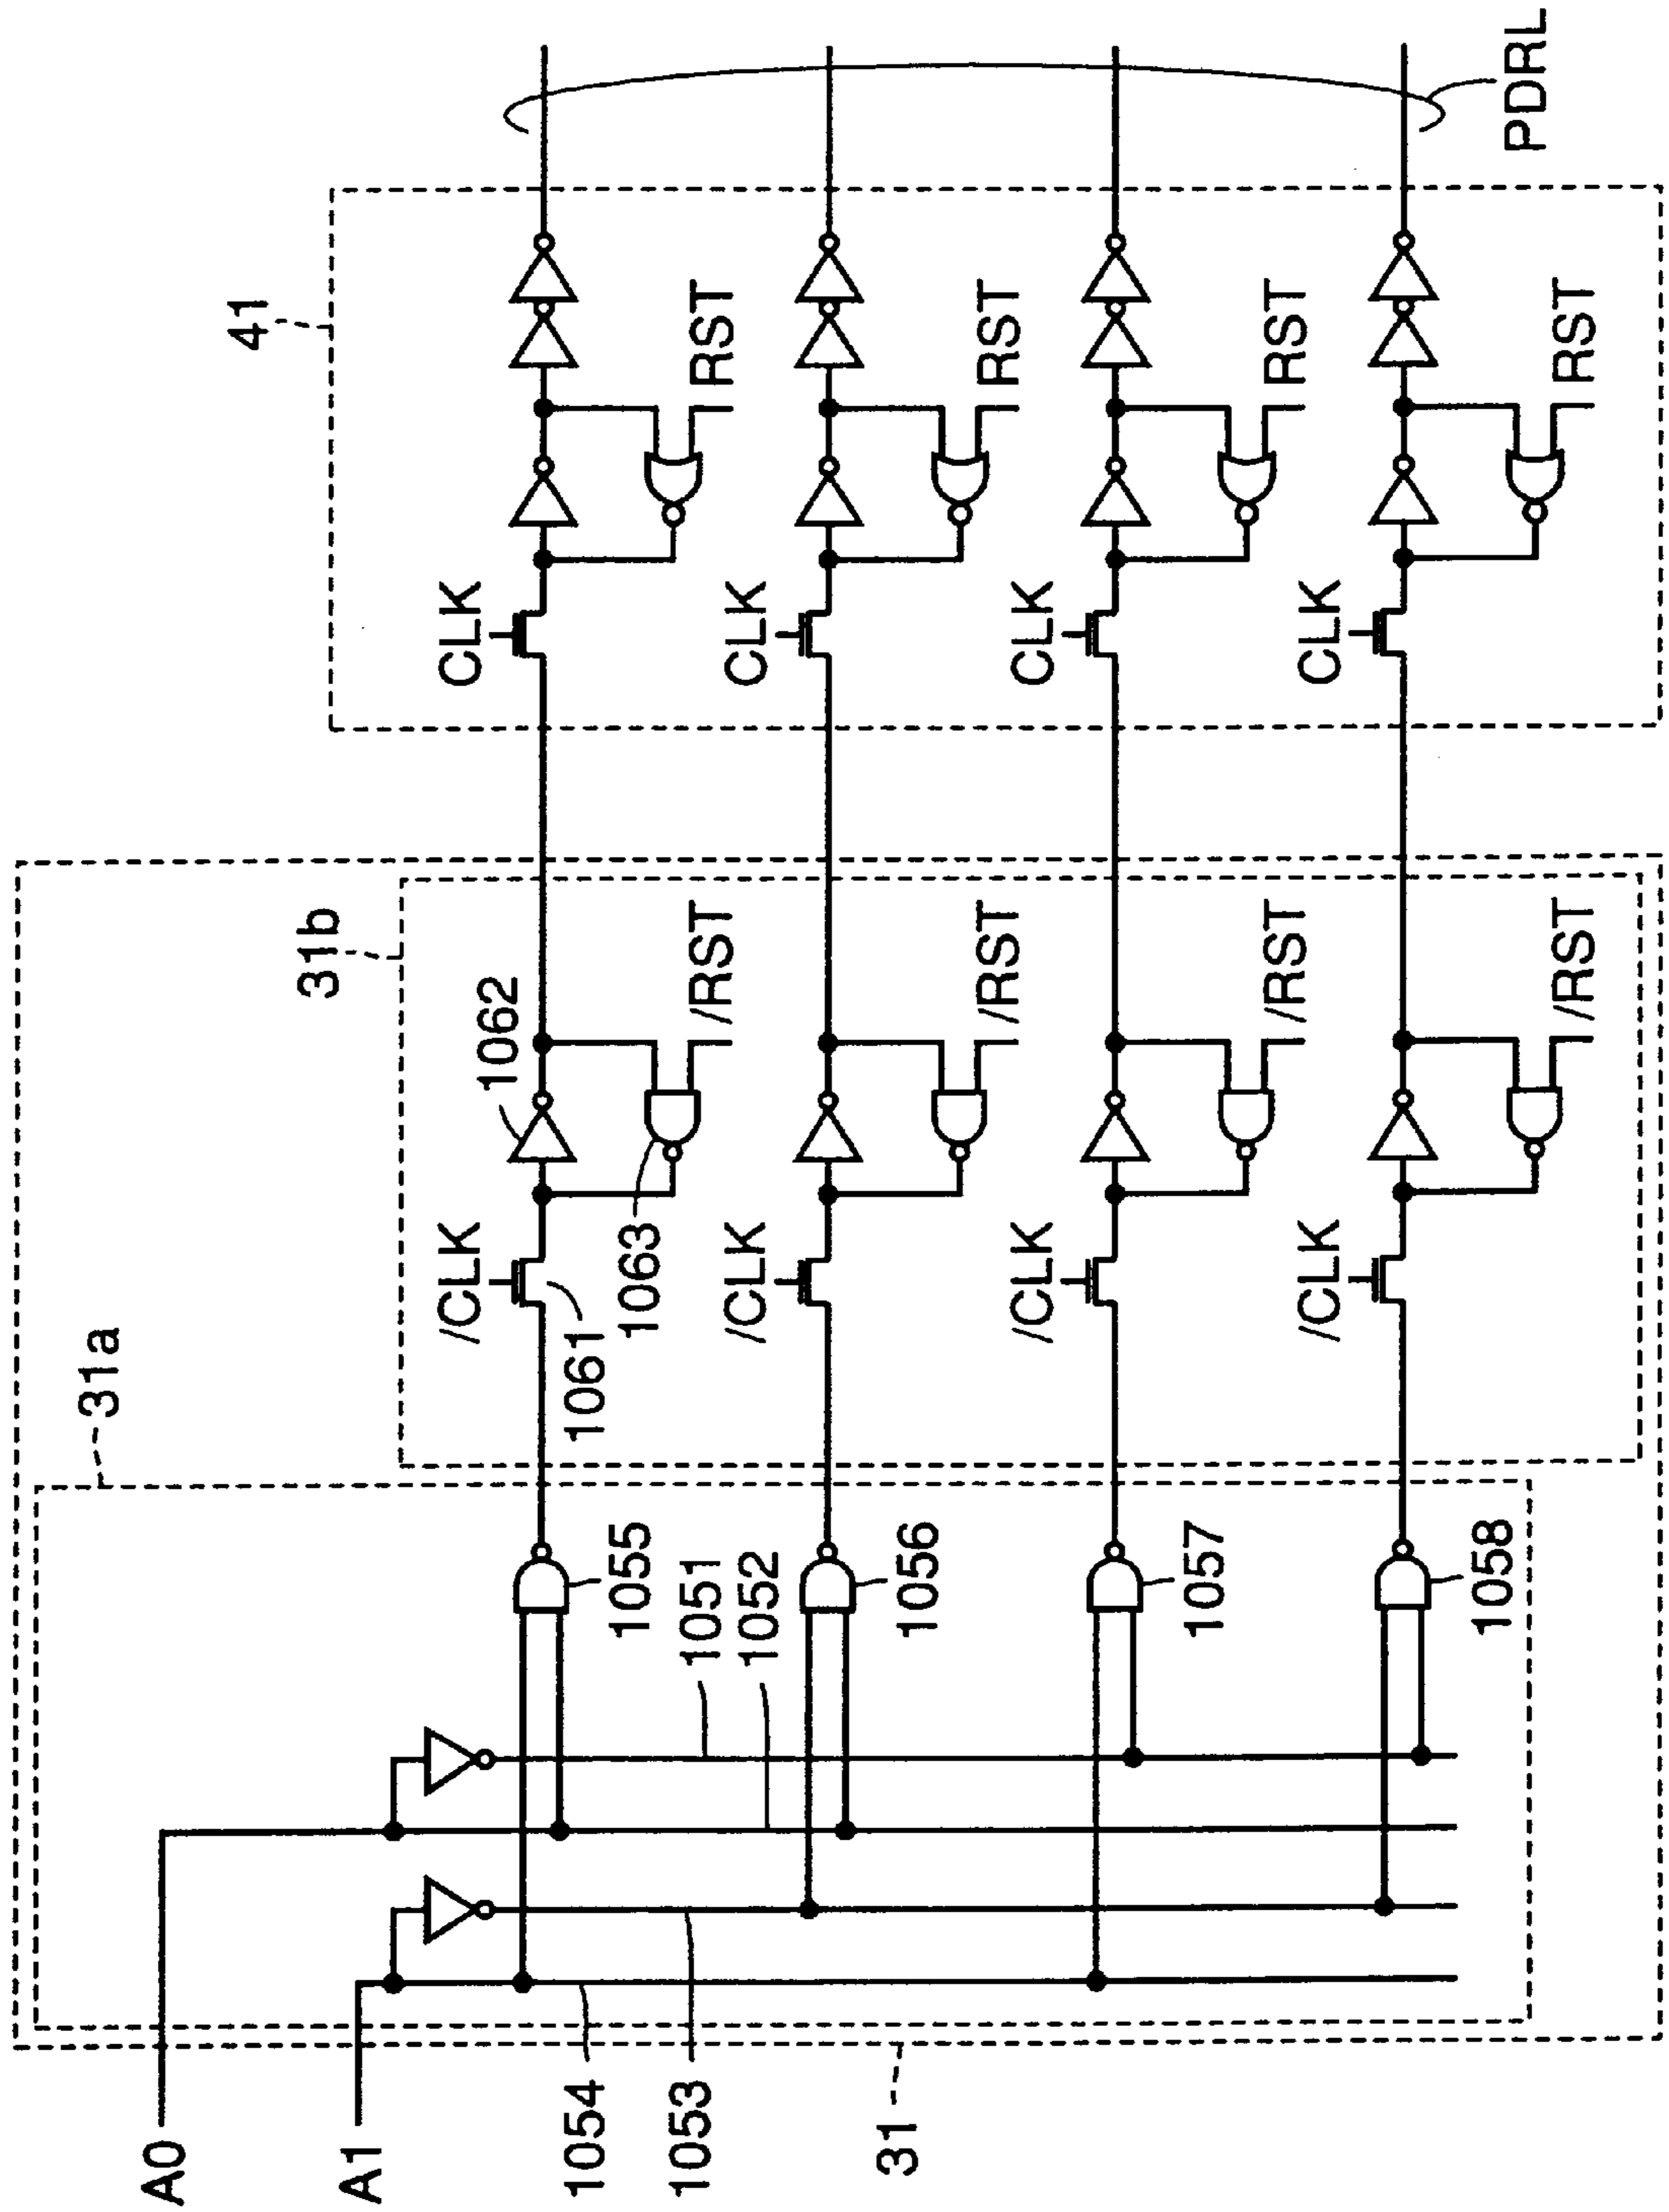 A0
A1
1054
1053
31
31a
1055
1051
1052
1056
1057
1058
31b
/CLK
1061
1062
1063
/RST
/CLK
/RST
/CLK
/RST
/CLK
/RST
41
CLK
RST
CLK
RST
CLK
RST
CLK
RST
PDRL